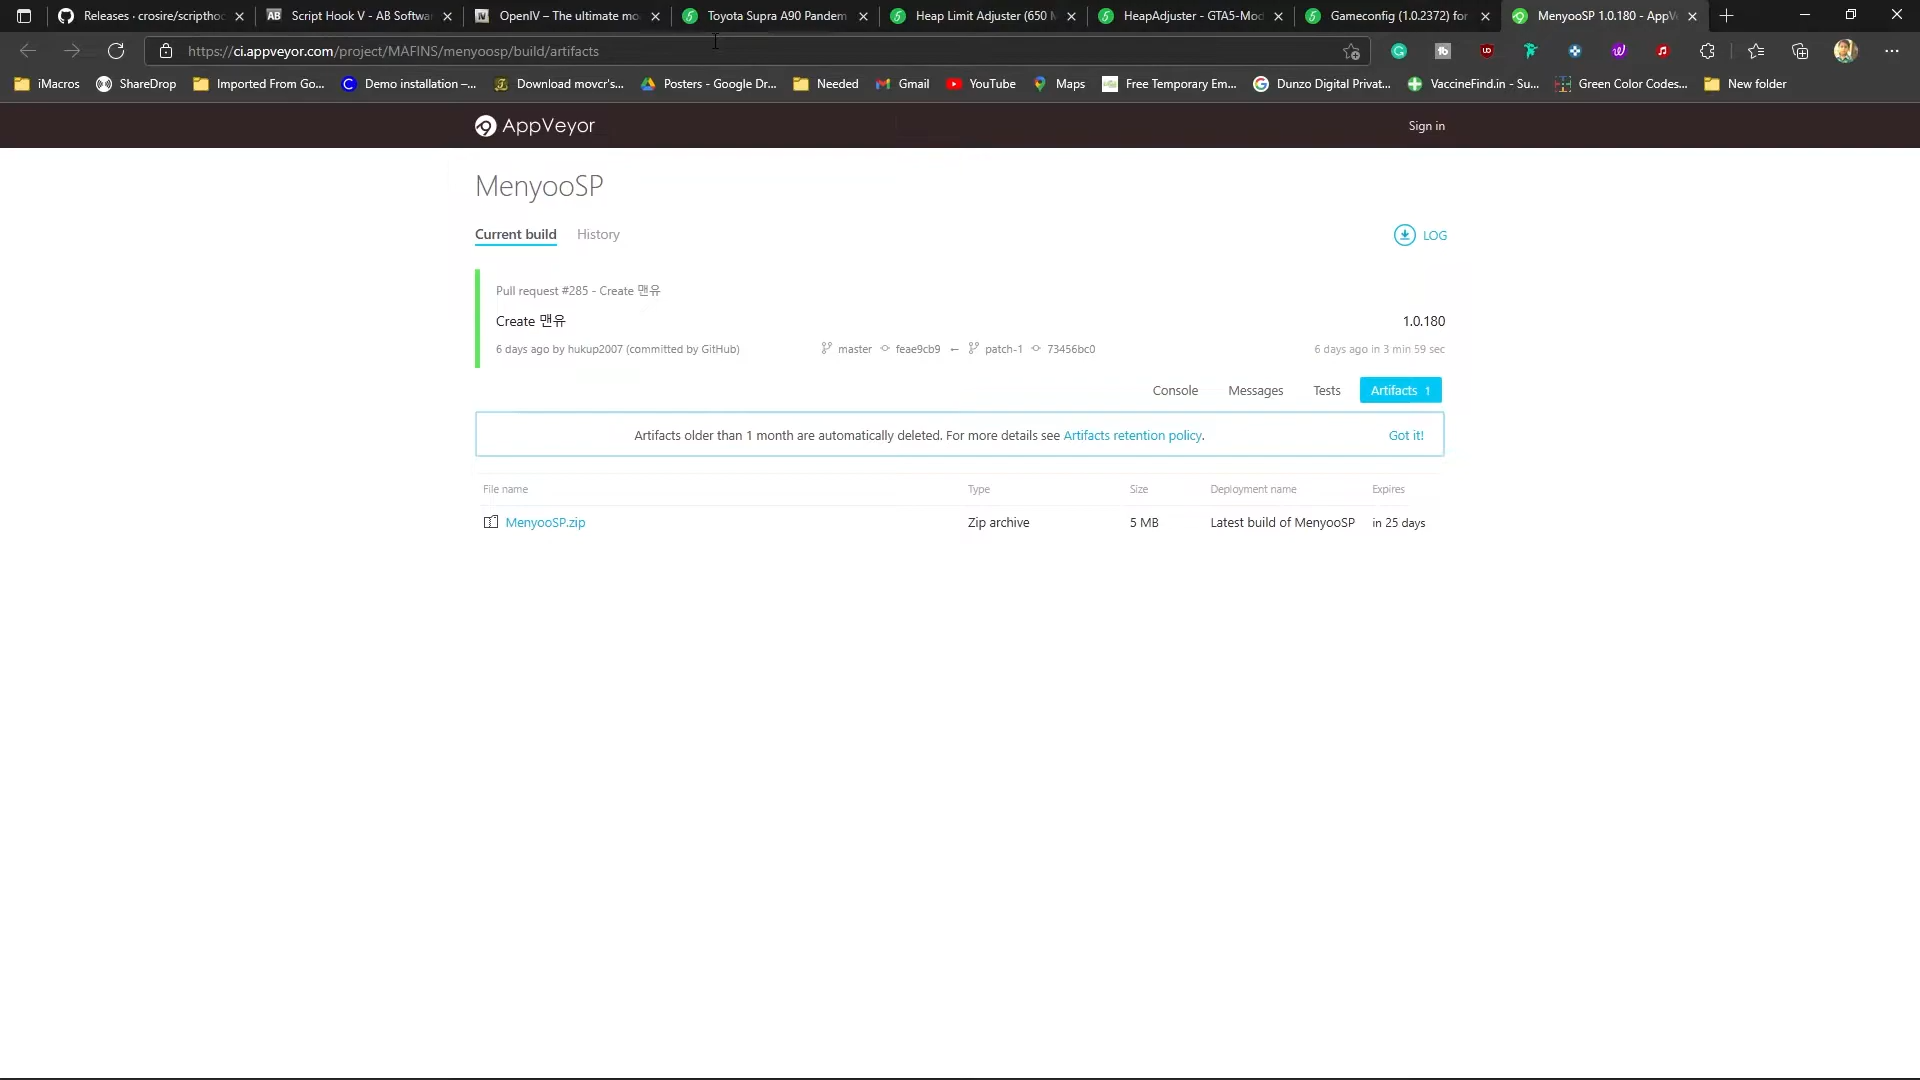 Releases · crosire/scripthoo
Script Hook V - AB Softwar
OpenIV – The ultimate mo
Toyota Supra A90 Pandem
Heap Limit Adjuster (650 M
HeapAdjuster - GTA5-Mod
Gameconfig (1.0.2372) for
MenyooSP 1.0.180 - AppV
https://ci.appveyor.com/project/MAFINS/menyoosp/build/artifacts
iMacros
ShareDrop
Imported From Go...
Demo installation –...
Download movcr's...
Posters - Google Dr...
Needed
Gmail
YouTube
Maps
Free Temporary Em...
Dunzo Digital Privat...
VaccineFind.in - Su...
Green Color Codes...
New folder
AppVeyor
Sign in
MenyooSP
Current build
History
LOG
Pull request #285 - Create 맨유
Create 맨유
1.0.180
6 days ago by hukup2007 (committed by GitHub)
master feae9cb9 ← patch-1 73456bc0
6 days ago in 3 min 59 sec
Console
Messages
Tests
Artifacts 1
Artifacts older than 1 month are automatically deleted. For more details see Artifacts retention policy.
Got it!
File name Type Size Deployment name Expires
MenyooSP.zip Zip archive 5 MB Latest build of MenyooSP in 25 days